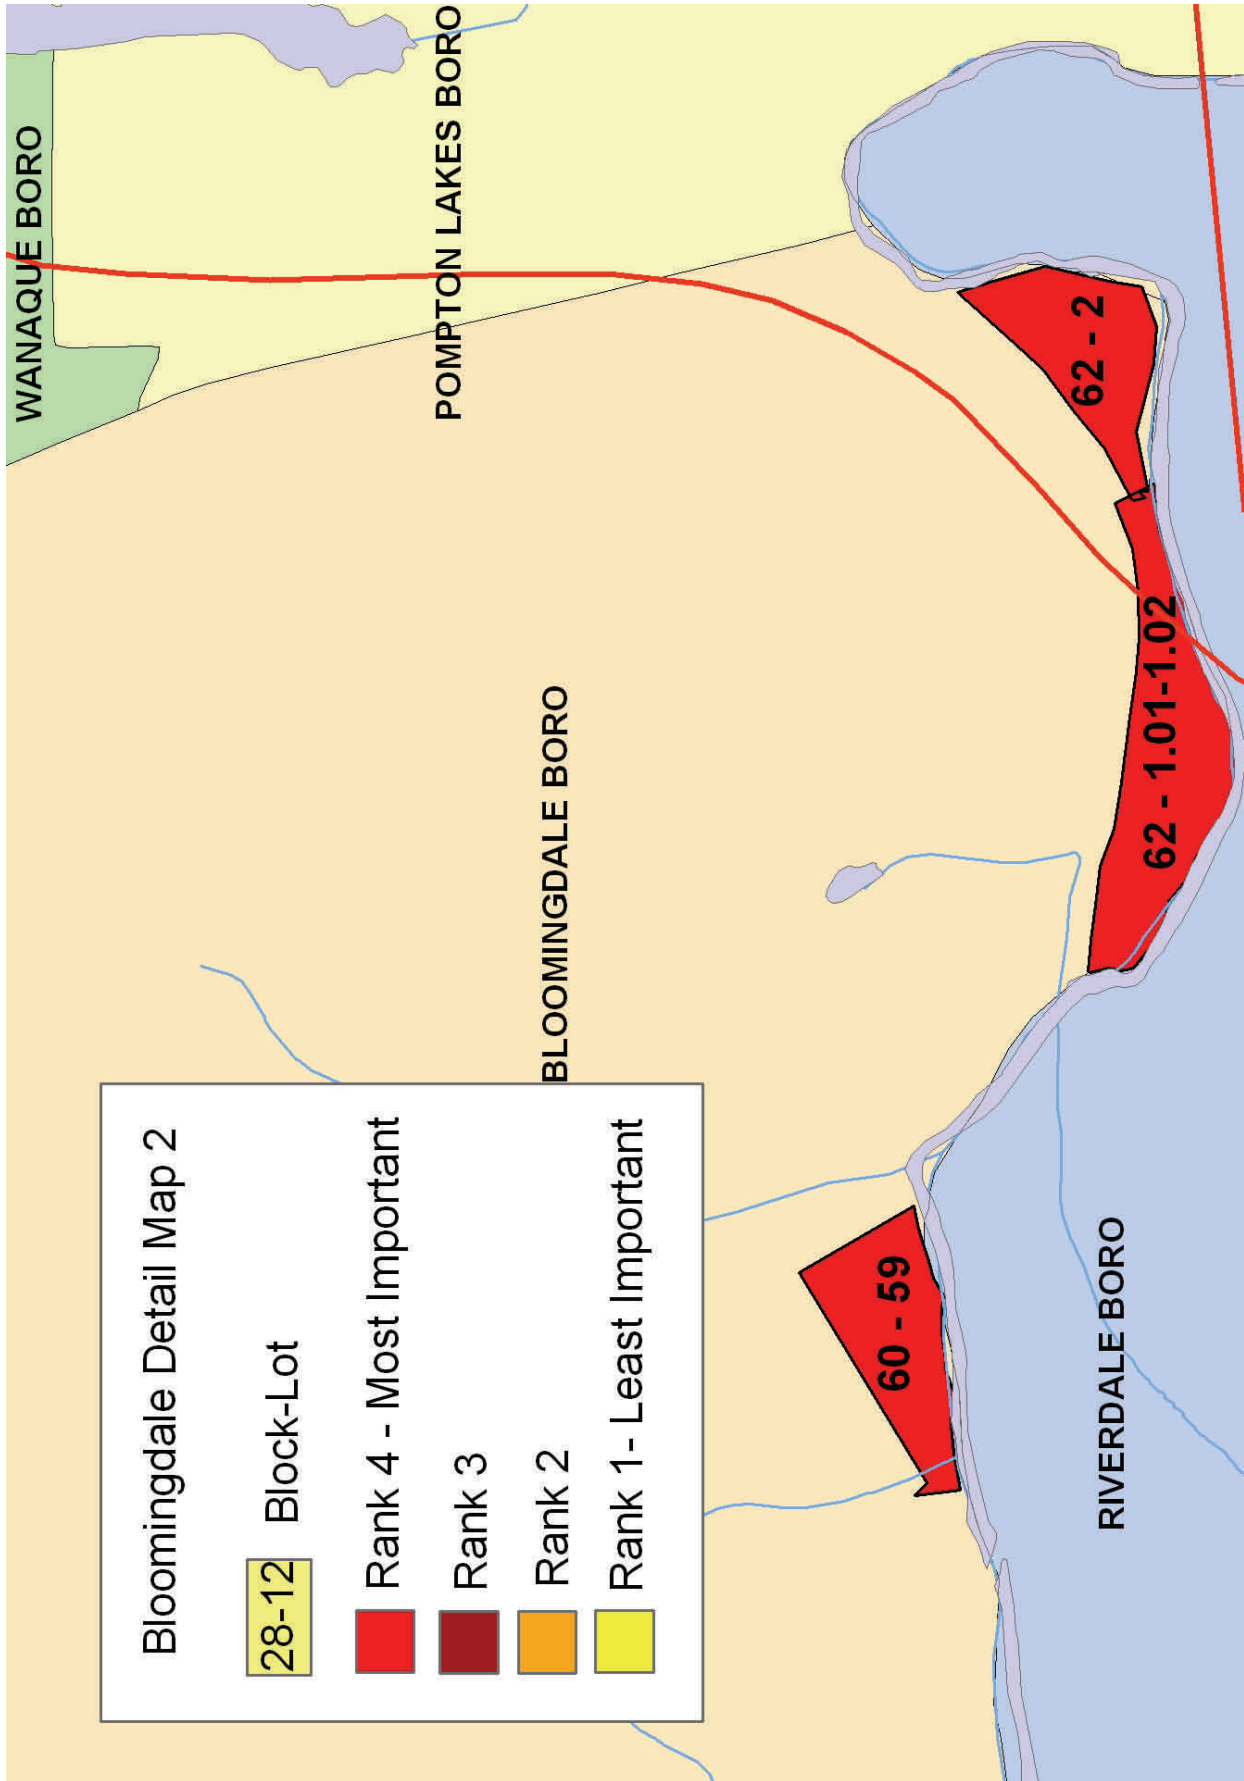 Bloomingdale Detail Map 2
28-12 Block-Lot
Rank 4 - Most Important
Rank 3
Rank 2
Rank 1- Least Important
WANAQUE BORO
POMPTON LAKES BORO
BLOOMINGDALE BORO
60 - 59
62 - 1.01-1.02
62 - 2
RIVERDALE BORO